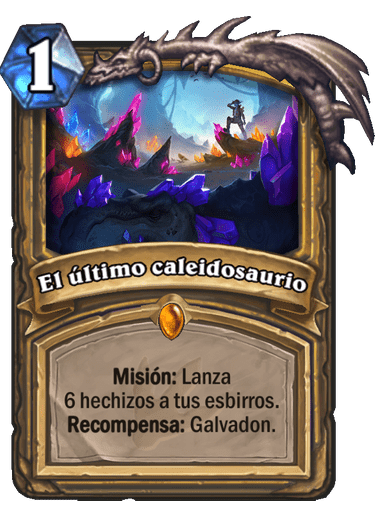 1
El último caleidosaurio
Misión: Lanza
6 hechizos a tus esbirros.
Recompensa: Galvadon.